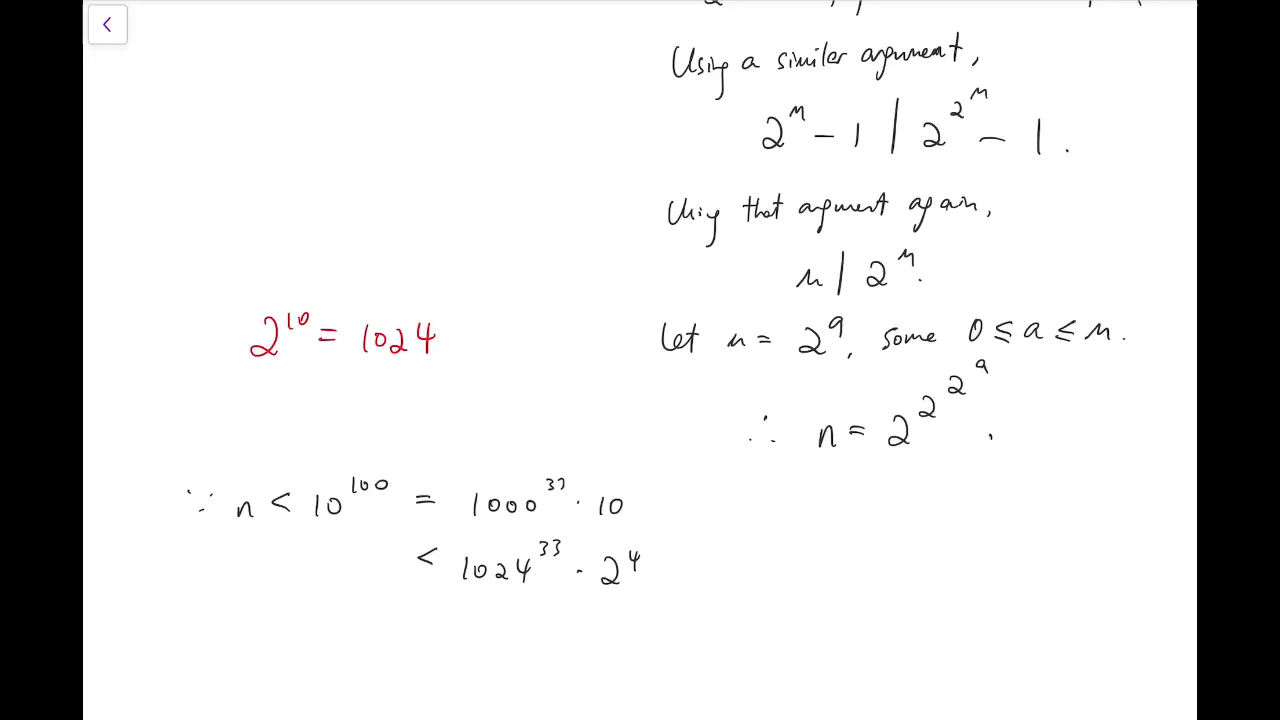 Using a similar argument,
2^m - 1 | 2^{2^m} - 1.
Using that argument again,
m | 2^m.
Let m = 2^a, some 0 ≤ a ≤ m.
∴ n = 2^{2^{2^a}}.
2^{10} = 1024
∵ n < 10^{100} = 1000^{33} · 10
< 1024^{33} · 2^4